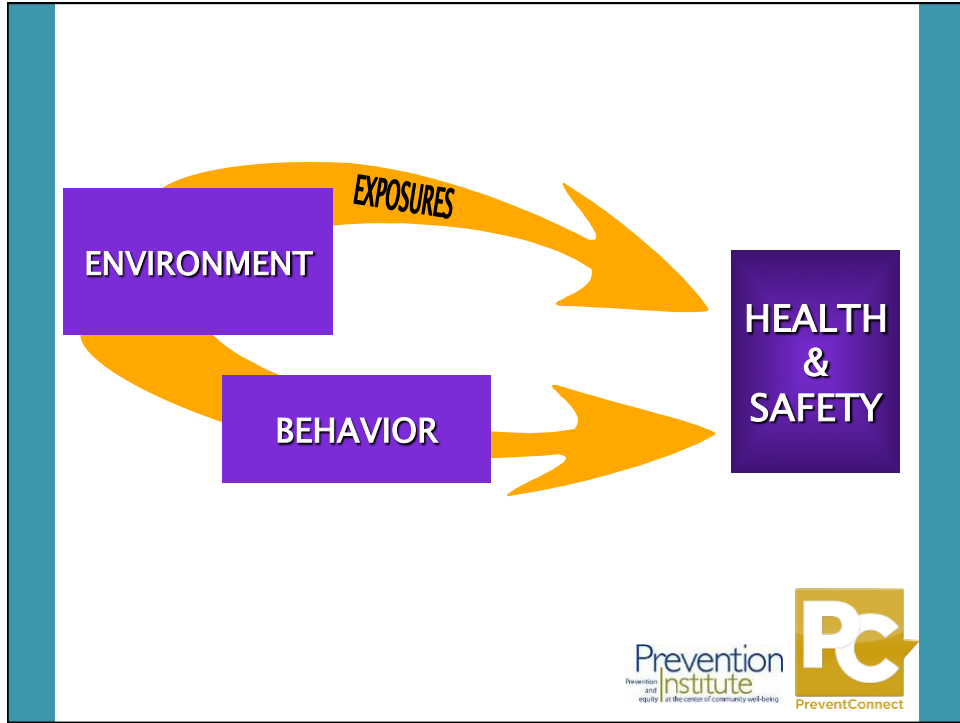 EXPOSURES
ENVIRONMENT
HEALTH
&
SAFETY
BEHAVIOR
Prevention
Prevention
and
equity
Institute
at the center of community well-being
PC
PreventConnect